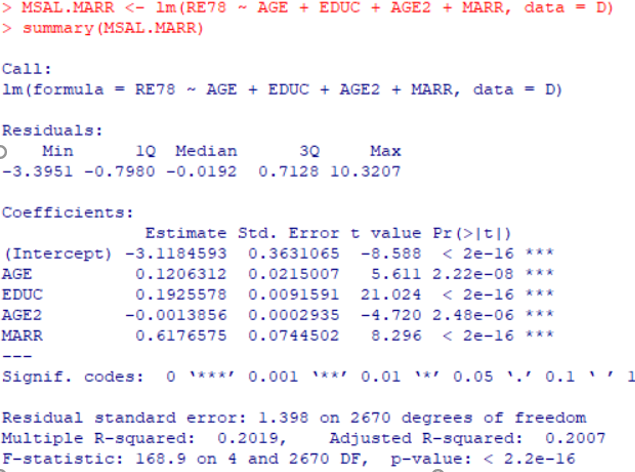 > MSAL.MARR <- lm(RE78 ~ AGE + EDUC + AGE2 + MARR, data = D)
> summary(MSAL.MARR)
Call:
lm(formula = RE78 ~ AGE + EDUC + AGE2 + MARR, data = D)
Residuals:
Min 1Q Median 3Q Max
-3.3951 -0.7980 -0.0192 0.7128 10.3207
Coefficients:
Estimate Std. Error t value Pr(>|t|)
(Intercept) -3.1184593 0.3631065 -8.588 < 2e-16 ***
AGE 0.1206312 0.0215007 5.611 2.22e-08 ***
EDUC 0.1925578 0.0091591 21.024 < 2e-16 ***
AGE2 -0.0013856 0.0002935 -4.720 2.48e-06 ***
MARR 0.6176575 0.0744502 8.296 < 2e-16 ***
---
Signif. codes: 0 ‘***’ 0.001 ‘**’ 0.01 ‘*’ 0.05 ‘.’ 0.1 ‘ ’ 1
Residual standard error: 1.398 on 2670 degrees of freedom
Multiple R-squared: 0.2019, Adjusted R-squared: 0.2007
F-statistic: 168.9 on 4 and 2670 DF, p-value: < 2.2e-16